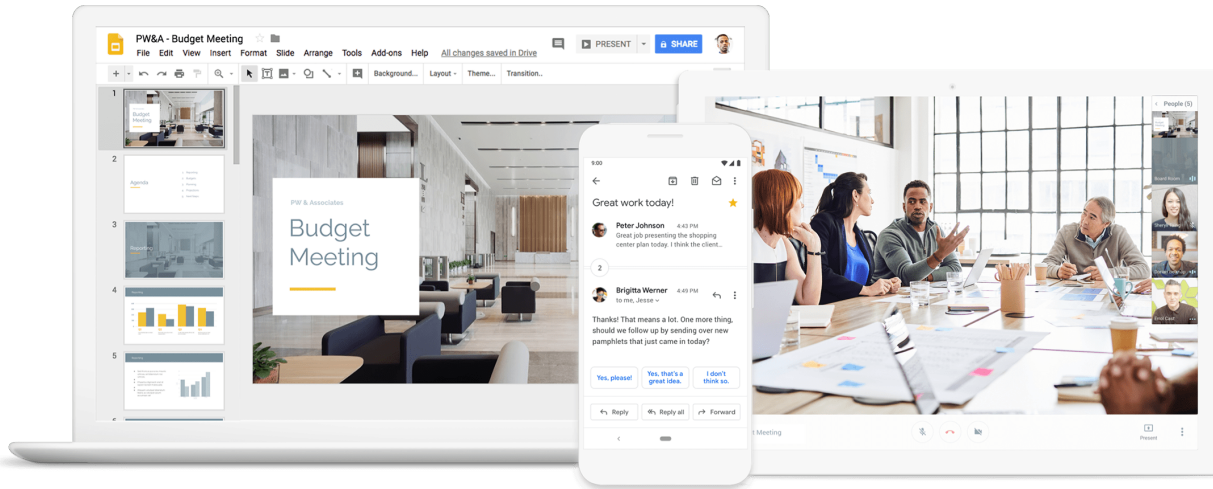 PW&A - Budget Meeting
File Edit View Insert Format Slide Arrange Tools Add-ons Help All changes saved in Drive
PRESENT
SHARE
Background... Layout Theme... Transition..
1
Budget
Meeting
2
Agenda
3
Reporting
4
5
PW & Associates
Budget
Meeting
9:00
Great work today!
Peter Johnson 4:43 PM
Great job presenting the shopping
center plan today. I think the client...
2
Brigitta Werner 4:49 PM
to me, Jesse
Thanks! That means a lot. One more thing,
should we follow up by sending over new
pamphlets that just came in today?
Yes, please!
Yes, that's a
great idea.
I don't
think so.
Reply
Reply all
Forward
People (5)
Board Room
Meeting
Present